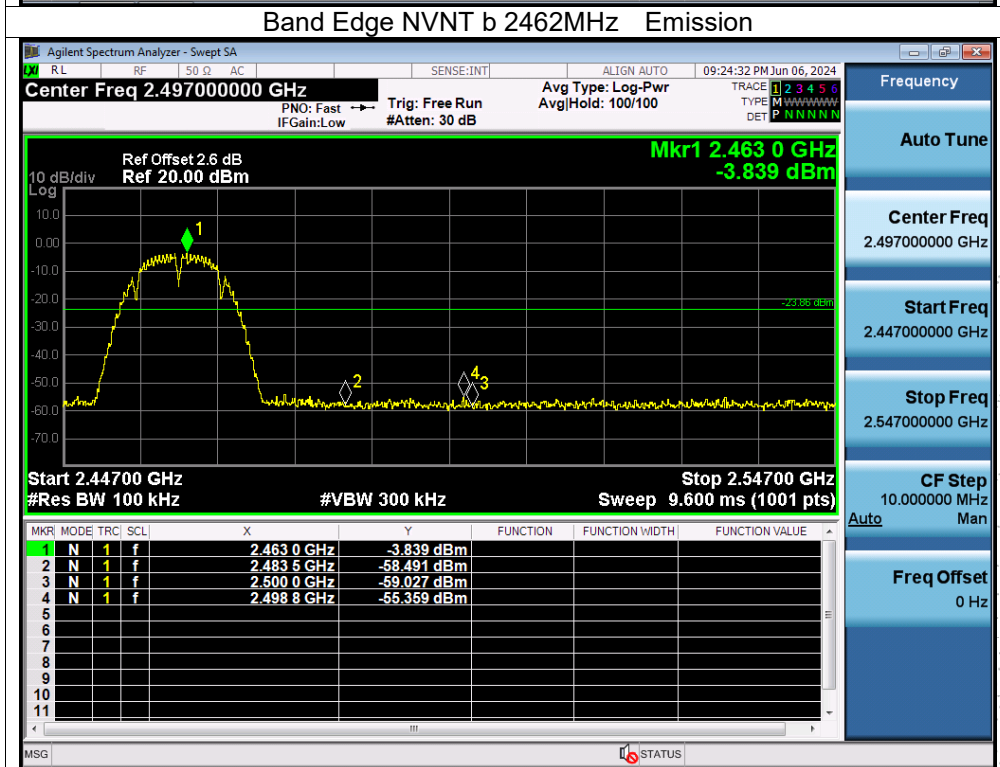 Band Edge NVNT b 2462MHz Emission
Agilent Spectrum Analyzer - Swept SA
LXI RL RF 50 Ω AC SENSE:INT ALIGN AUTO 09:24:32 PM Jun 06, 2024
Center Freq 2.497000000 GHz
PNO: Fast
IFGain:Low
Trig: Free Run
#Atten: 30 dB
Avg Type: Log-Pwr
Avg|Hold: 100/100
TRACE 1 2 3 4 5 6
TYPE M WWWWW
DET P N N N N N
Frequency
Mkr1 2.463 0 GHz
-3.839 dBm
Ref Offset 2.6 dB
10 dB/div Ref 20.00 dBm
Log
10.0
0.00
-10.0
-20.0
-30.0
-40.0
-50.0
-60.0
-70.0
1
2
4
3
-23.86 dBm
Start 2.44700 GHz Stop 2.54700 GHz
#Res BW 100 kHz #VBW 300 kHz Sweep 9.600 ms (1001 pts)
MKR MODE TRC SCL X Y FUNCTION FUNCTION WIDTH FUNCTION VALUE
1 N 1 f 2.463 0 GHz -3.839 dBm
2 N 1 f 2.483 5 GHz -58.491 dBm
3 N 1 f 2.500 0 GHz -59.027 dBm
4 N 1 f 2.498 8 GHz -55.359 dBm
5
6
7
8
9
10
11
MSG STATUS
Auto Tune
Center Freq
2.497000000 GHz
Start Freq
2.447000000 GHz
Stop Freq
2.547000000 GHz
CF Step
10.000000 MHz
Auto Man
Freq Offset
0 Hz